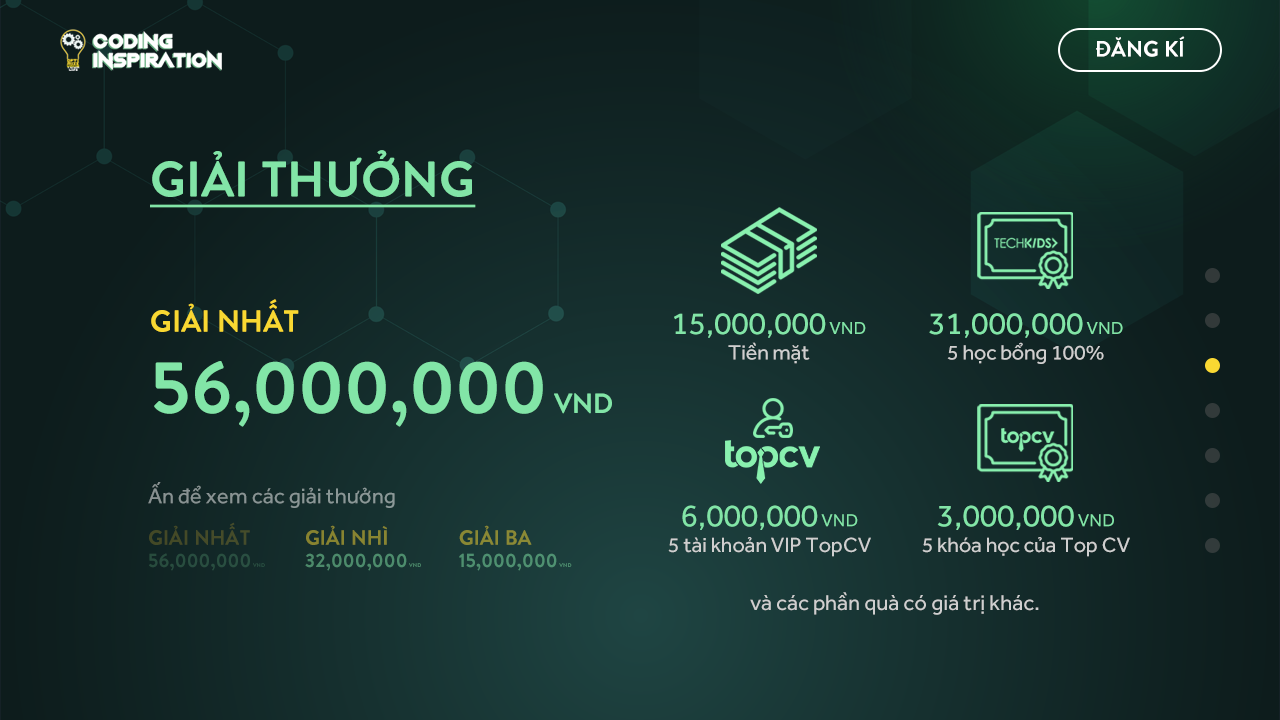 CODING
INSPIRATION
ĐĂNG KÍ
GIẢI THƯỞNG
GIẢI NHẤT
56,000,000 VND
Ấn để xem các giải thưởng
GIẢI NHẤT
56,000,000 VND
GIẢI NHÌ
32,000,000 VND
GIẢI BA
15,000,000 VND
15,000,000 VND
Tiền mặt
TECHKIDS>
31,000,000 VND
5 học bổng 100%
topcv
6,000,000 VND
5 tài khoản VIP TopCV
topcv
3,000,000 VND
5 khóa học của Top CV
và các phần quà có giá trị khác.